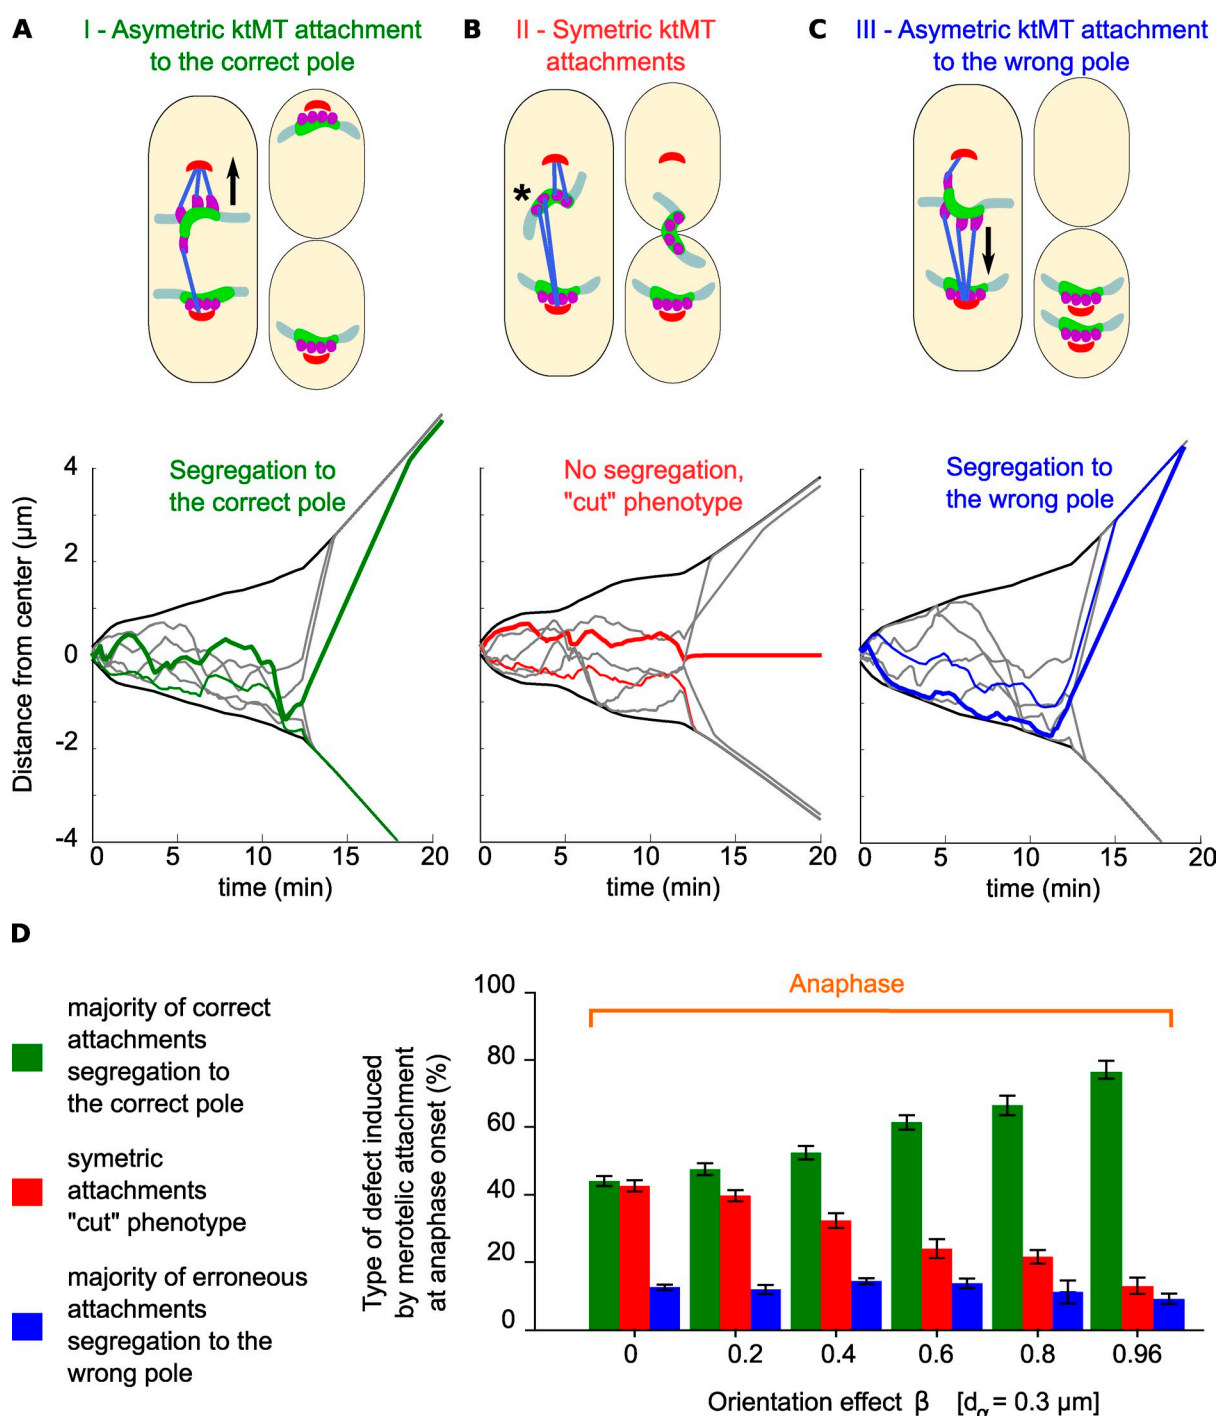 A
I - Asymetric ktMT attachment
to the correct pole
B
II - Symetric ktMT
attachments
C
III - Asymetric ktMT attachment
to the wrong pole
*
Distance from center (µm)
4
2
0
-2
-4
Segregation to
the correct pole
0 5 10 15 20
time (min)
No segregation,
"cut" phenotype
0 5 10 15 20
time (min)
Segregation to
the wrong pole
0 5 10 15 20
time (min)
D
majority of correct
attachments
segregation to
the correct pole
symetric
attachments
"cut" phenotype
majority of erroneous
attachments
segregation to the
wrong pole
Type of defect induced
by merotelic attachment
at anaphase onset (%)
100
80
60
40
20
0
Anaphase
0 0.2 0.4 0.6 0.8 0.96
Orientation effect β [dα = 0.3 µm]